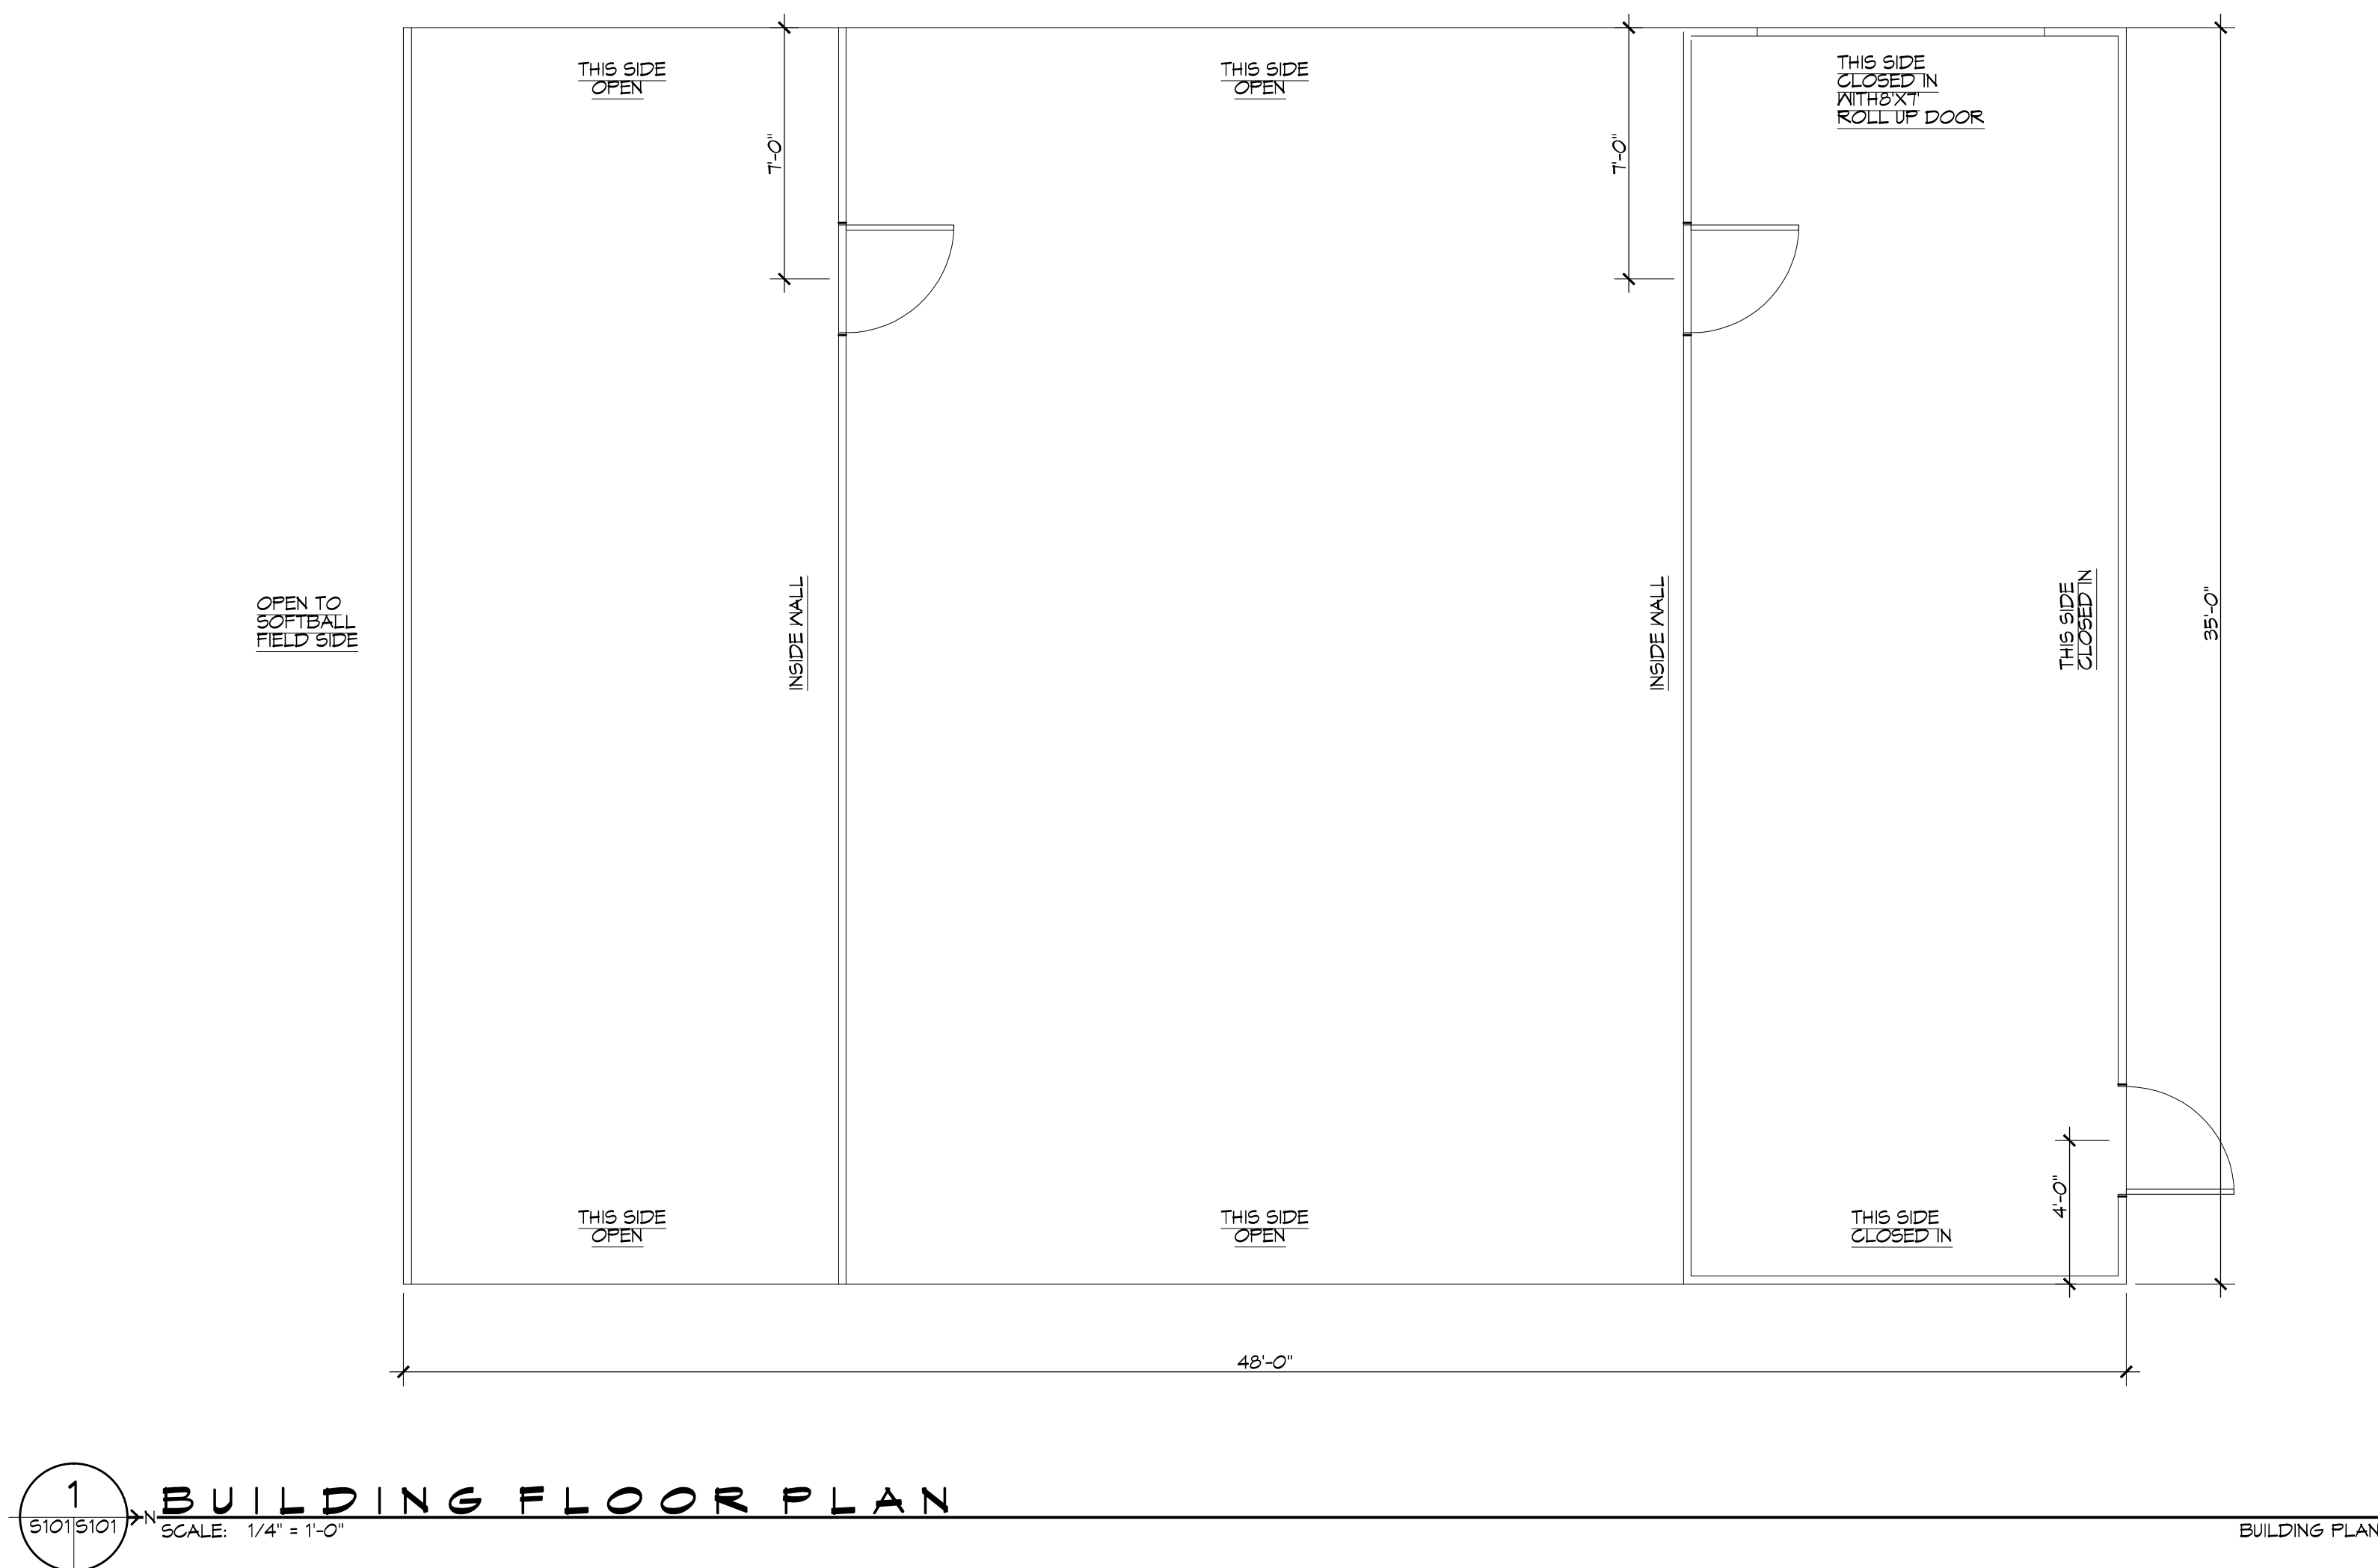 THIS SIDE
OPEN
7'-0"
THIS SIDE
OPEN
7'-0"
THIS SIDE
CLOSED IN
WITH8'X7'
ROLL UP DOOR
OPEN TO
SOFTBALL
FIELD SIDE
INSIDE WALL
INSIDE WALL
THIS SIDE
CLOSED IN
35'-0"
THIS SIDE
OPEN
THIS SIDE
OPEN
THIS SIDE
CLOSED IN
4'-0"
48'-0"
1
S101 S101
N
BUILDING FLOOR PLAN
SCALE: 1/4" = 1'-0"
BUILDING PLAN